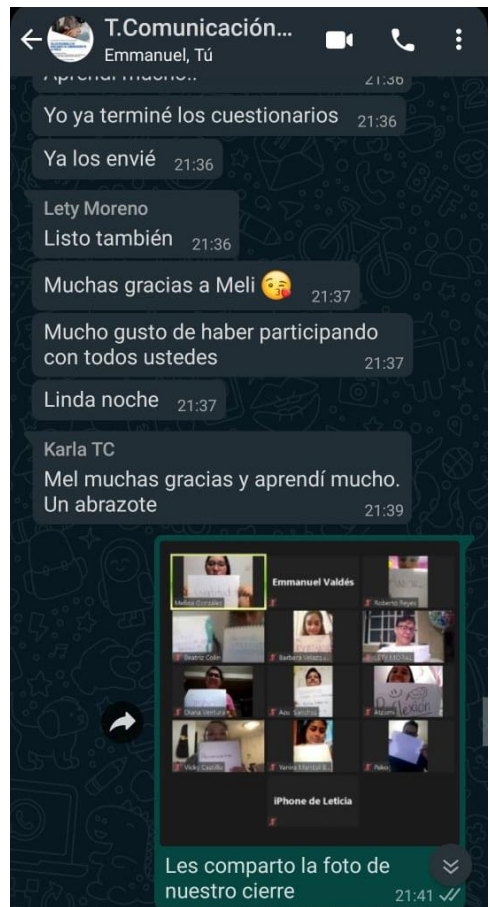 T.Comunicación...
Emmanuel, Tú
21:36
Yo ya terminé los cuestionarios 21:36
Ya los envié 21:36
Lety Moreno
Listo también 21:36
Muchas gracias a Meli 😘 21:37
Mucho gusto de haber participando
con todos ustedes 21:37
Linda noche 21:37
Karla TC
Mel muchas gracias y aprendí mucho.
Un abrazote 21:39
Emmanuel Valdés
Roberto Reyes
Beatriz Colin
Diana Ventura
Reflexión
Vicky Castillo
iPhone de Leticia
Les comparto la foto de
nuestro cierre 21:41